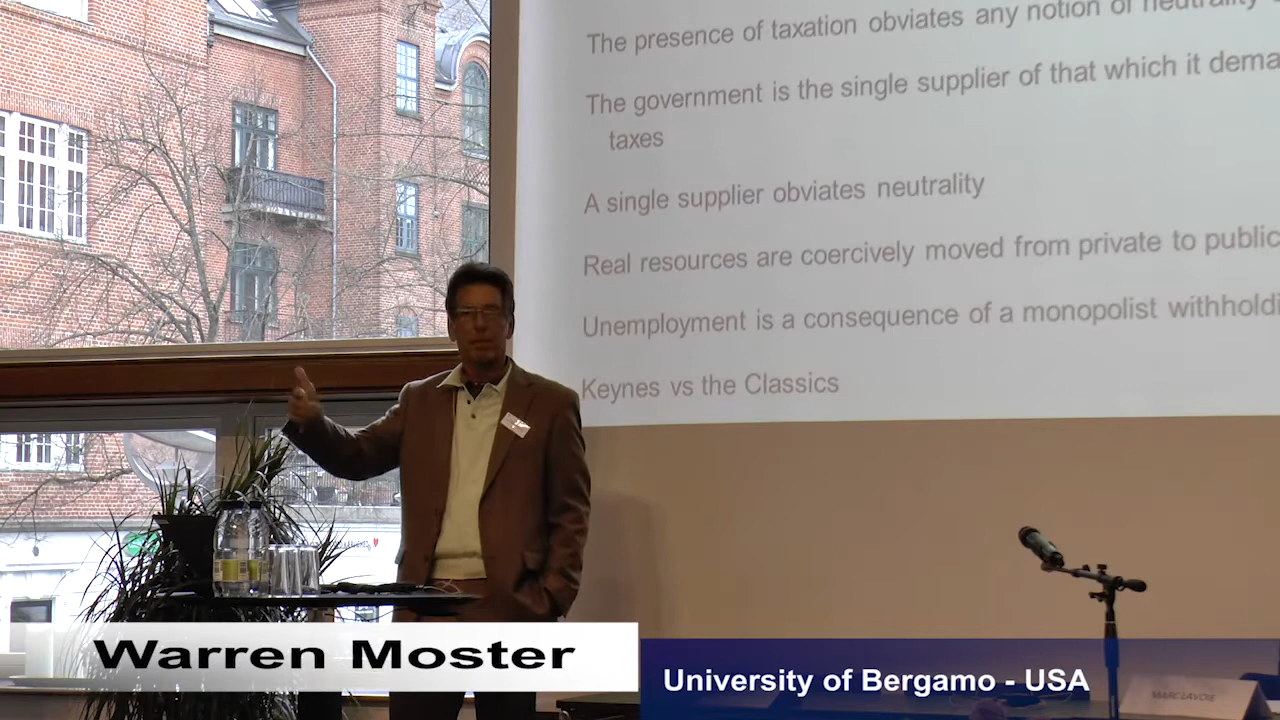 The presence of taxation obviates any notion of neutrality
The government is the single supplier of that which it dema
taxes
A single supplier obviates neutrality
Real resources are coercively moved from private to public
Unemployment is a consequence of a monopolist withholdi
Keynes vs the Classics
Warren Moster
University of Bergamo - USA
MARC LAVOIE